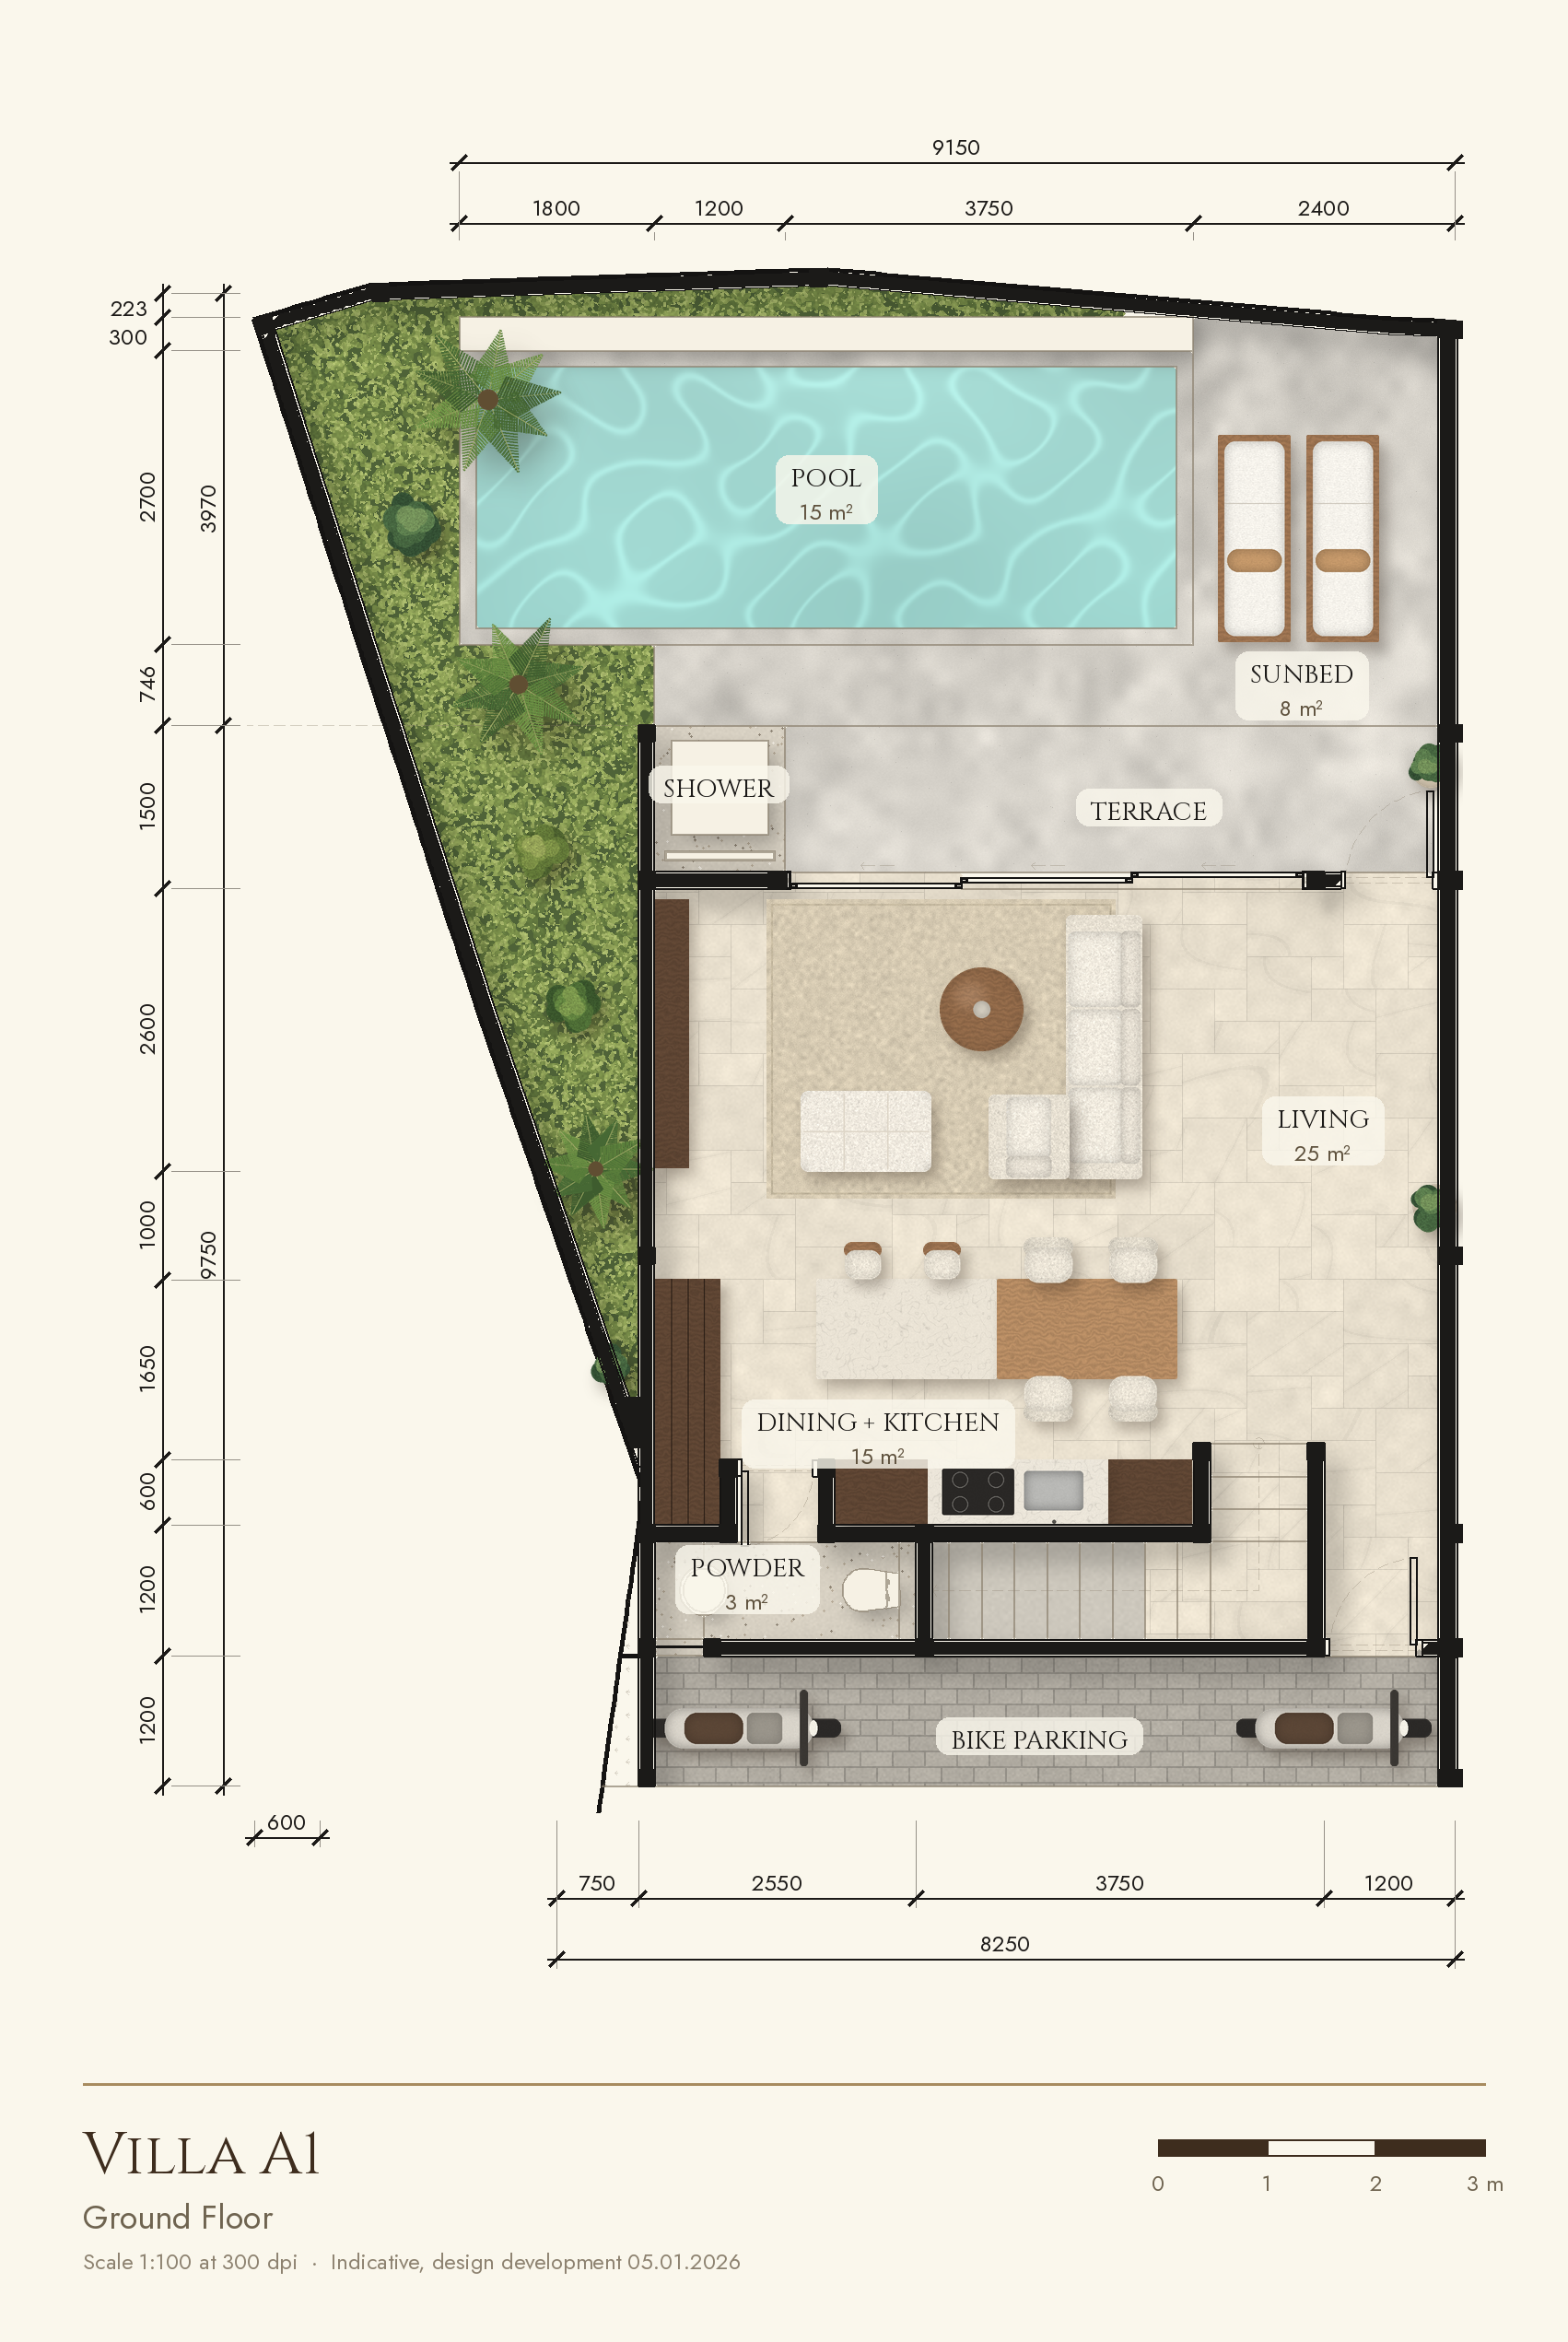 9150
1800 1200 3750 2400
223
300
2700
3970
746
1500
2600
1000
9750
1650
600
1200
1200
POOL
15 m²
SUNBED
8 m²
SHOWER
TERRACE
LIVING
25 m²
DINING + KITCHEN
15 m²
POWDER
3 m²
BIKE PARKING
600
750 2550 3750 1200
8250
VILLA A1
Ground Floor
Scale 1:100 at 300 dpi · Indicative, design development 05.01.2026
0 1 2 3 m